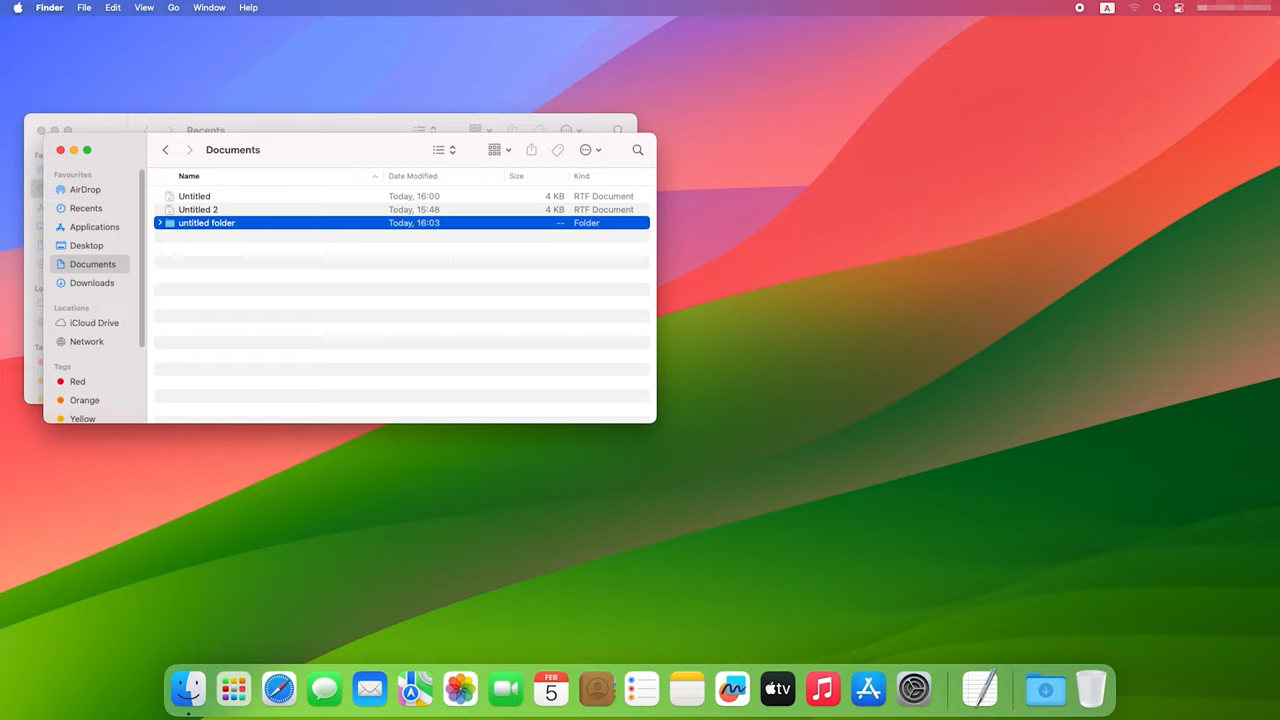 Finder File Edit View Go Window Help A
Recents
Documents
Favourites
AirDrop
Recents
Applications
Desktop
Documents
Downloads
Locations
iCloud Drive
Network
Tags
Red
Orange
Yellow
Name Date Modified Size Kind
Untitled Today, 16:00 4 KB RTF Document
Untitled 2 Today, 15:48 4 KB RTF Document
untitled folder Today, 16:03 -- Folder
FEB
5
tv